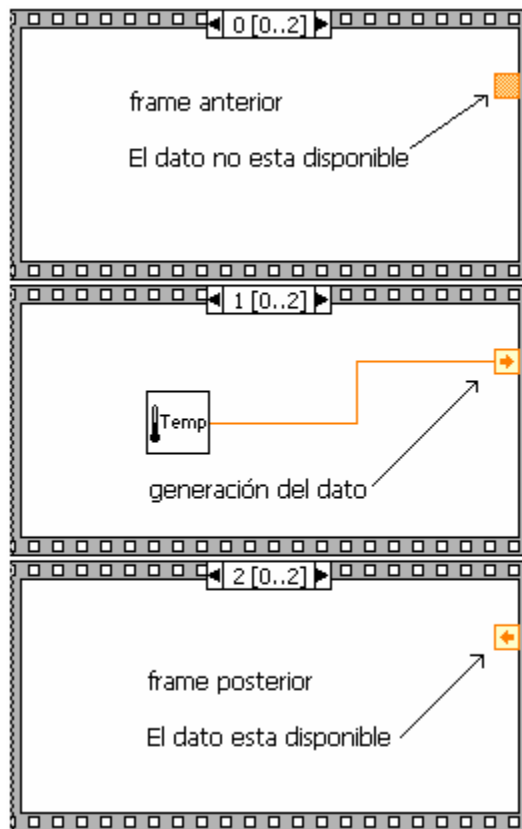 0 [0..2]
frame anterior
El dato no esta disponible
1 [0..2]
Temp
generación del dato
2 [0..2]
frame posterior
El dato esta disponible